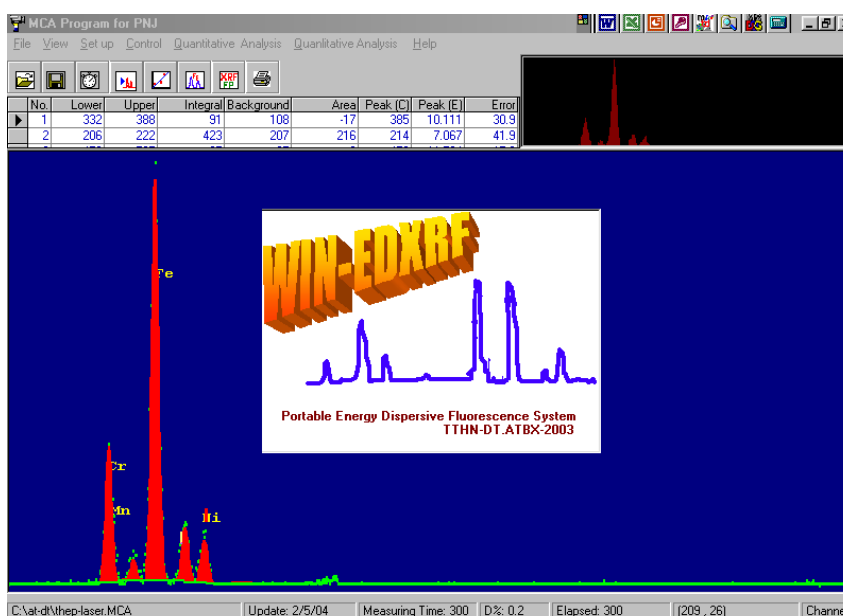 MCA Program for PNJ
File View Set up Control Quantitative Analysis Quanlitative Analysis Help
XRF FP
No. Lower Upper Integral Background Area Peak (C) Peak (E) Error
1 332 388 91 108 -17 385 10.111 30.9
2 206 222 423 207 216 214 7.067 41.9
WIN-EDXRF
Fe
Portable Energy Dispersive Fluorescence System
TTHN-DT.ATBX-2003
Cr
Mn
Ni
C:\at-dt\thep-laser.MCA Update: 2/5/04 Measuring Time: 300 D%: 0.2 Elapsed: 300 (209 , 26) Channe